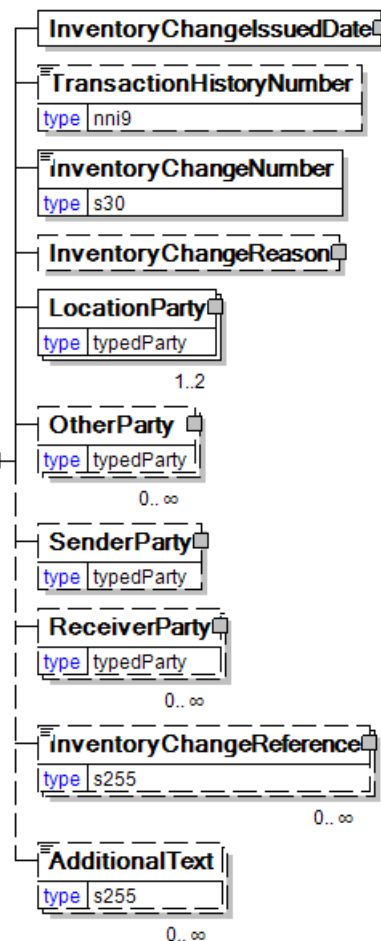 InventoryChangeIssuedDate
TransactionHistoryNumber
type nni9
InventoryChangeNumber
type s30
InventoryChangeReason
LocationParty
type typedParty
1..2
OtherParty
type typedParty
0.. ∞
SenderParty
type typedParty
ReceiverParty
type typedParty
0.. ∞
InventoryChangeReference
type s255
0.. ∞
AdditionalText
type s255
0.. ∞